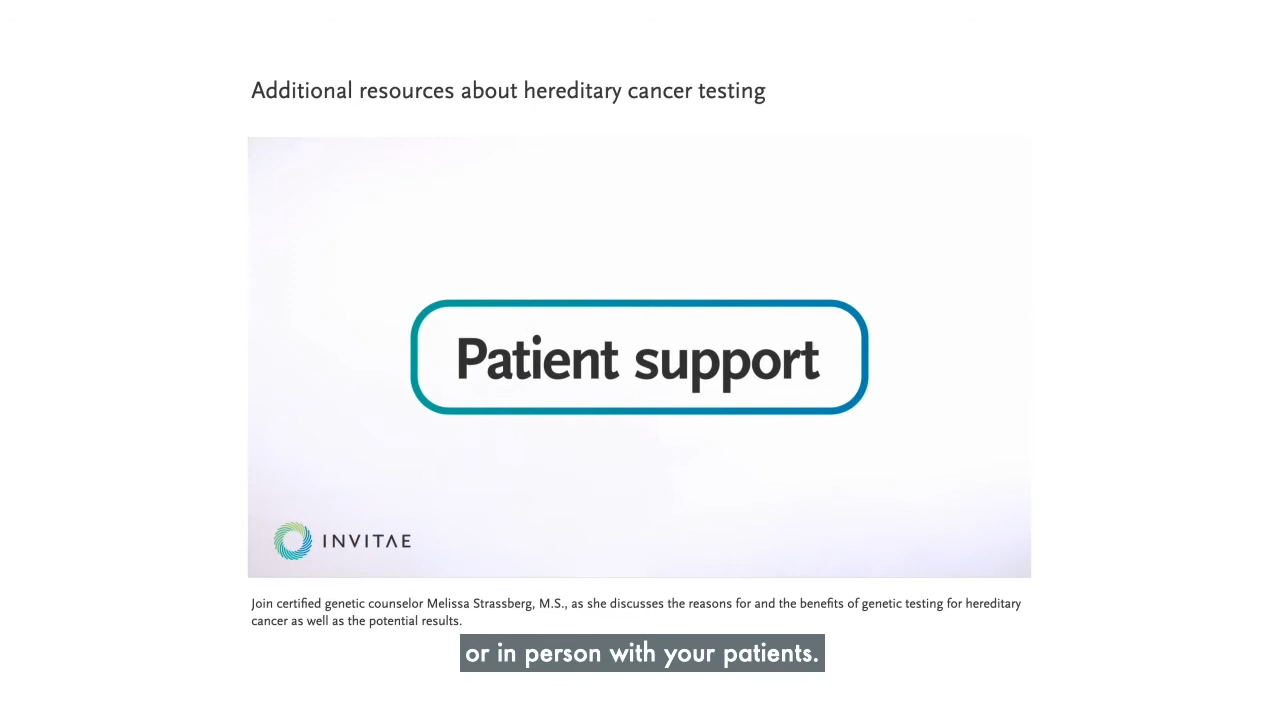 Additional resources about hereditary cancer testing
Patient support
INVITAE
Join certified genetic counselor Melissa Strassberg, M.S., as she discusses the reasons for and the benefits of genetic testing for hereditary
cancer as well as the potential results.
or in person with your patients.